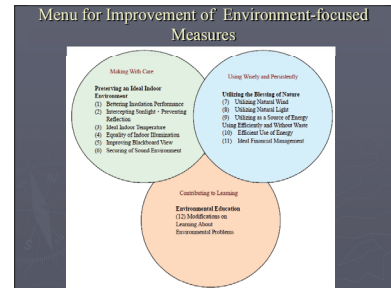 Menu for Improvement of Environment-focused
Measures
Making With Care
Preserving an Ideal Indoor
Environment
(1) Bettering Insulation Performance
(2) Intercepting Sunlight・Preventing
Reflection
(3) Ideal Indoor Temperature
(4) Equality of Indoor Illumination
(5) Improving Blackboard View
(6) Securing of Sound Environment
Using Wisely and Persistently
Utilizing the Blessing of Nature
(7) Utilizing Natural Wind
(8) Utilizing Natural Light
(9) Utilizing as a Source of Energy
Using Efficiently and Without Waste
(10) Efficient Use of Energy
(11) Ideal Financial Management
Contributing to Learning
Environmental Education
(12) Modifications on
Learning About
Environmental Problems